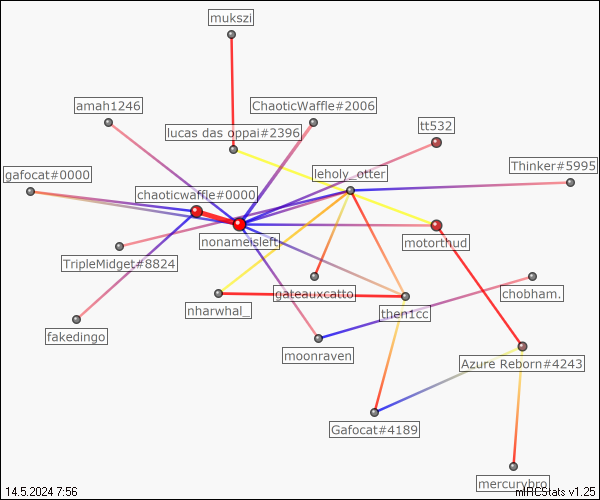 mukszi
amah1246
ChaoticWaffle#2006
lucas das oppai#2396
tt532
Thinker#5995
gafocat#0000
leholy_otter
chaoticwaffle#0000
nonameisleft
motorthud
TripleMidget#8824
gateauxcatto
chobham.
nharwhal_
then1cc
fakedingo
moonraven
Azure Reborn#4243
Gafocat#4189
mercurybro
14.5.2024 7:56
mIRCStats v1.25